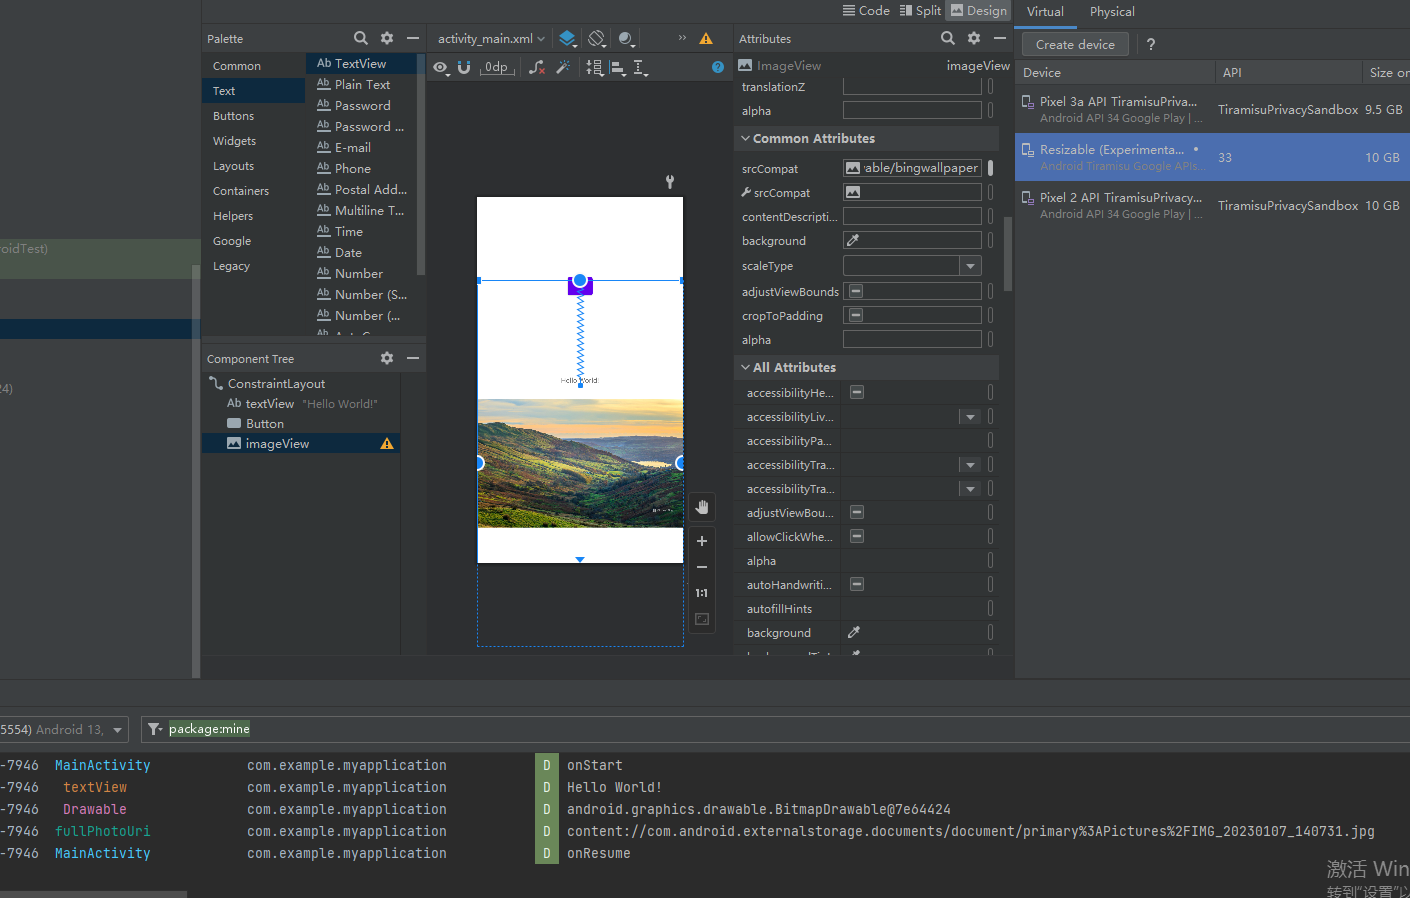 Code Split Design
Virtual Physical
Palette
activity_main.xml
Attributes
Create device ?
Common
Text
Buttons
Widgets
Layouts
Containers
Helpers
Google
Legacy
Ab TextView
Ab Plain Text
Ab Password
Ab Password ...
Ab E-mail
Ab Phone
Ab Postal Add...
Ab Multiline T...
Ab Time
Ab Date
Ab Number
Ab Number (S...
Ab Number (...
0dp
?
ImageView imageView
translationZ
alpha
Common Attributes
srcCompat able/bingwallpaper
srcCompat
contentDescripti...
background
scaleType
adjustViewBounds
cropToPadding
alpha
All Attributes
accessibilityHe...
accessibilityLiv...
accessibilityPa...
accessibilityTra...
accessibilityTra...
adjustViewBou...
allowClickWhe...
alpha
autoHandwriti...
autofillHints
background
Device API Size or
Pixel 3a API TiramisuPriva... TiramisuPrivacySandbox 9.5 GB
Android API 34 Google Play | ...
Resizable (Experimenta... 33 10 GB
Android Tiramisu Google APIs...
Pixel 2 API TiramisuPrivacy... TiramisuPrivacySandbox 10 GB
Android API 34 Google Play | ...
oidTest)
4)
Component Tree
ConstraintLayout
Ab textView "Hello World!"
Button
imageView
Hello World!
1:1
5554) Android 13,
package:mine
-7946 MainActivity com.example.myapplication D onStart
-7946 textView com.example.myapplication D Hello World!
-7946 Drawable com.example.myapplication D android.graphics.drawable.BitmapDrawable@7e64424
-7946 fullPhotoUri com.example.myapplication D content://com.android.externalstorage.documents/document/primary%3APictures%2FIMG_20230107_140731.jpg
-7946 MainActivity com.example.myapplication D onResume
激活 Win
转到"设置"以